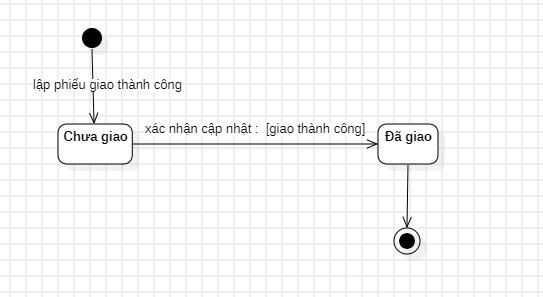 lập phiếu giao thành công
Chưa giao
xác nhận cập nhật : [giao thành công]
Đã giao